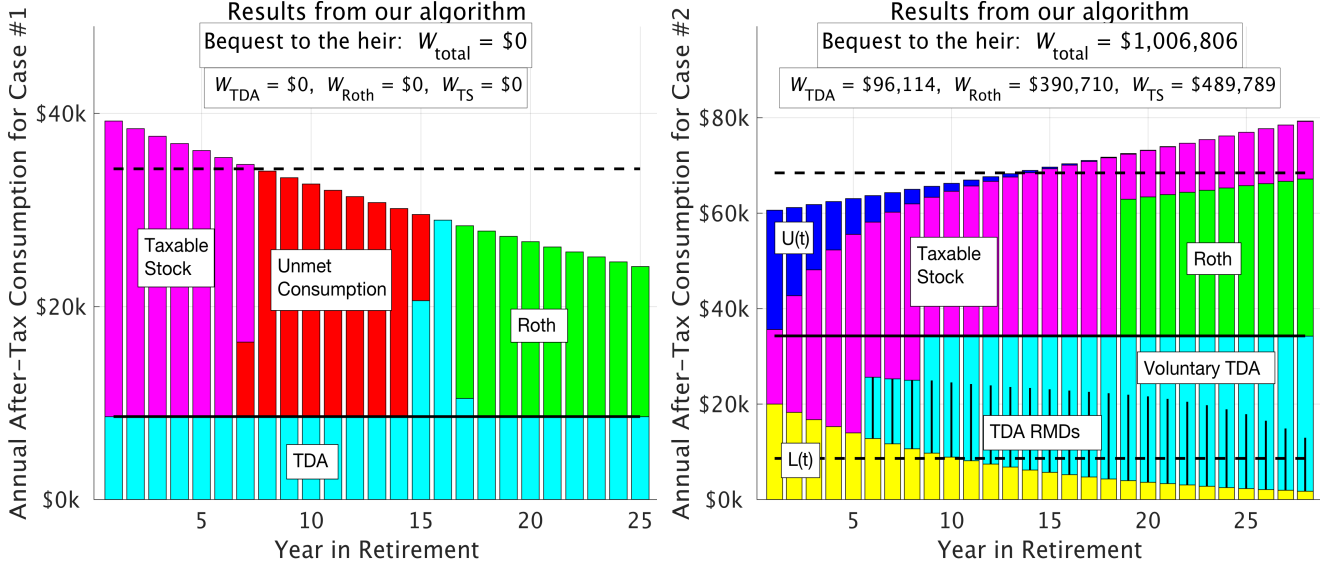 Results from our algorithm
Bequest to the heir: W_total = $0
W_TDA = $0, W_Roth = $0, W_TS = $0
Annual After-Tax Consumption for Case #1
$40k
$20k
$0k
Taxable
Stock
Unmet
Consumption
Roth
TDA
5 10 15 20 25
Year in Retirement
Results from our algorithm
Bequest to the heir: W_total = $1,006,806
W_TDA = $96,114, W_Roth = $390,710, W_TS = $489,789
Annual After-Tax Consumption for Case #2
$80k
$60k
$40k
$20k
$0k
U(t)
Taxable
Stock
Roth
Voluntary TDA
TDA RMDs
L(t)
5 10 15 20 25
Year in Retirement